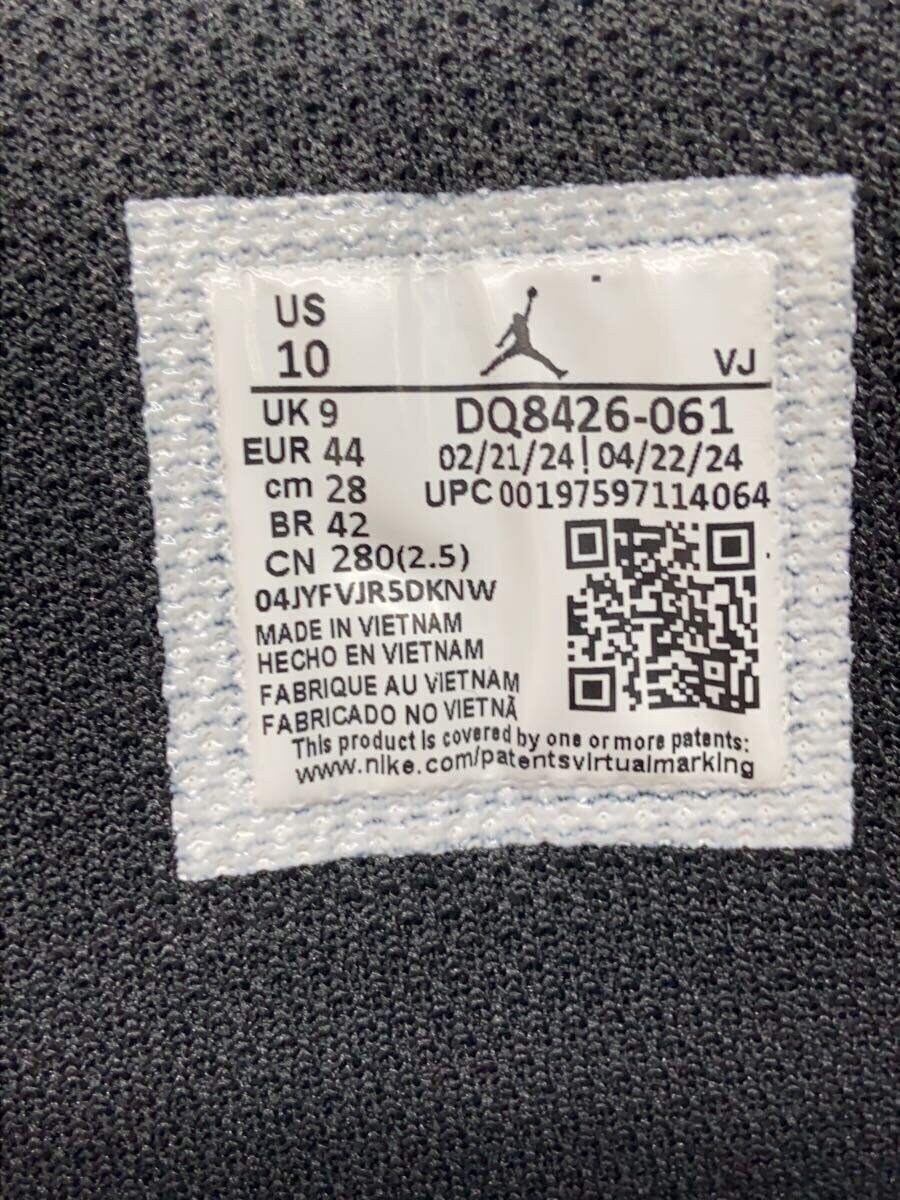 US
10
VJ
UK 9
DQ8426-061
EUR 44
02/21/24 | 04/22/24
cm 28
UPC 00197597114064
BR 42
CN 280(2.5)
04JYFVJR5DKNW
MADE IN VIETNAM
HECHO EN VIETNAM
FABRIQUE AU VIETNAM
FABRICADO NO VIETNÃ
This product is covered by one or more patents:
www.nike.com/patentsvirtualmarking